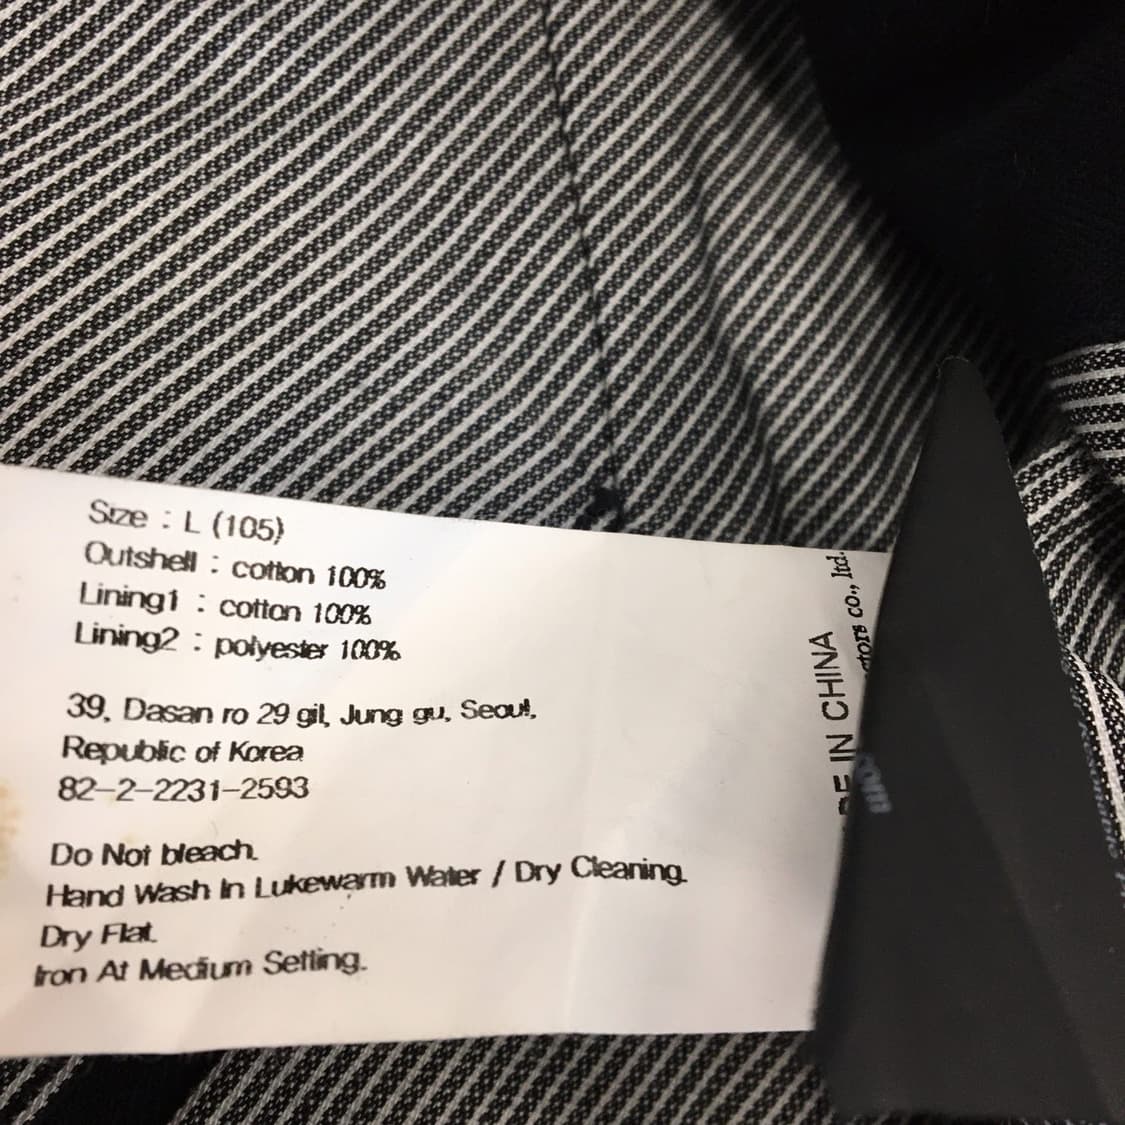 Size : L (105)
Outshell : cotton 100%
Lining1 : cotton 100%
Lining2 : polyester 100%
39, Dasan ro 29 gil, Jung gu, Seoul,
Republic of Korea
82-2-2231-2593
Do Not bleach.
Hand Wash In Lukewarm Water / Dry Cleaning.
Dry Flat.
Iron At Medium Setting.
IN CHINA
co., ltd.
com